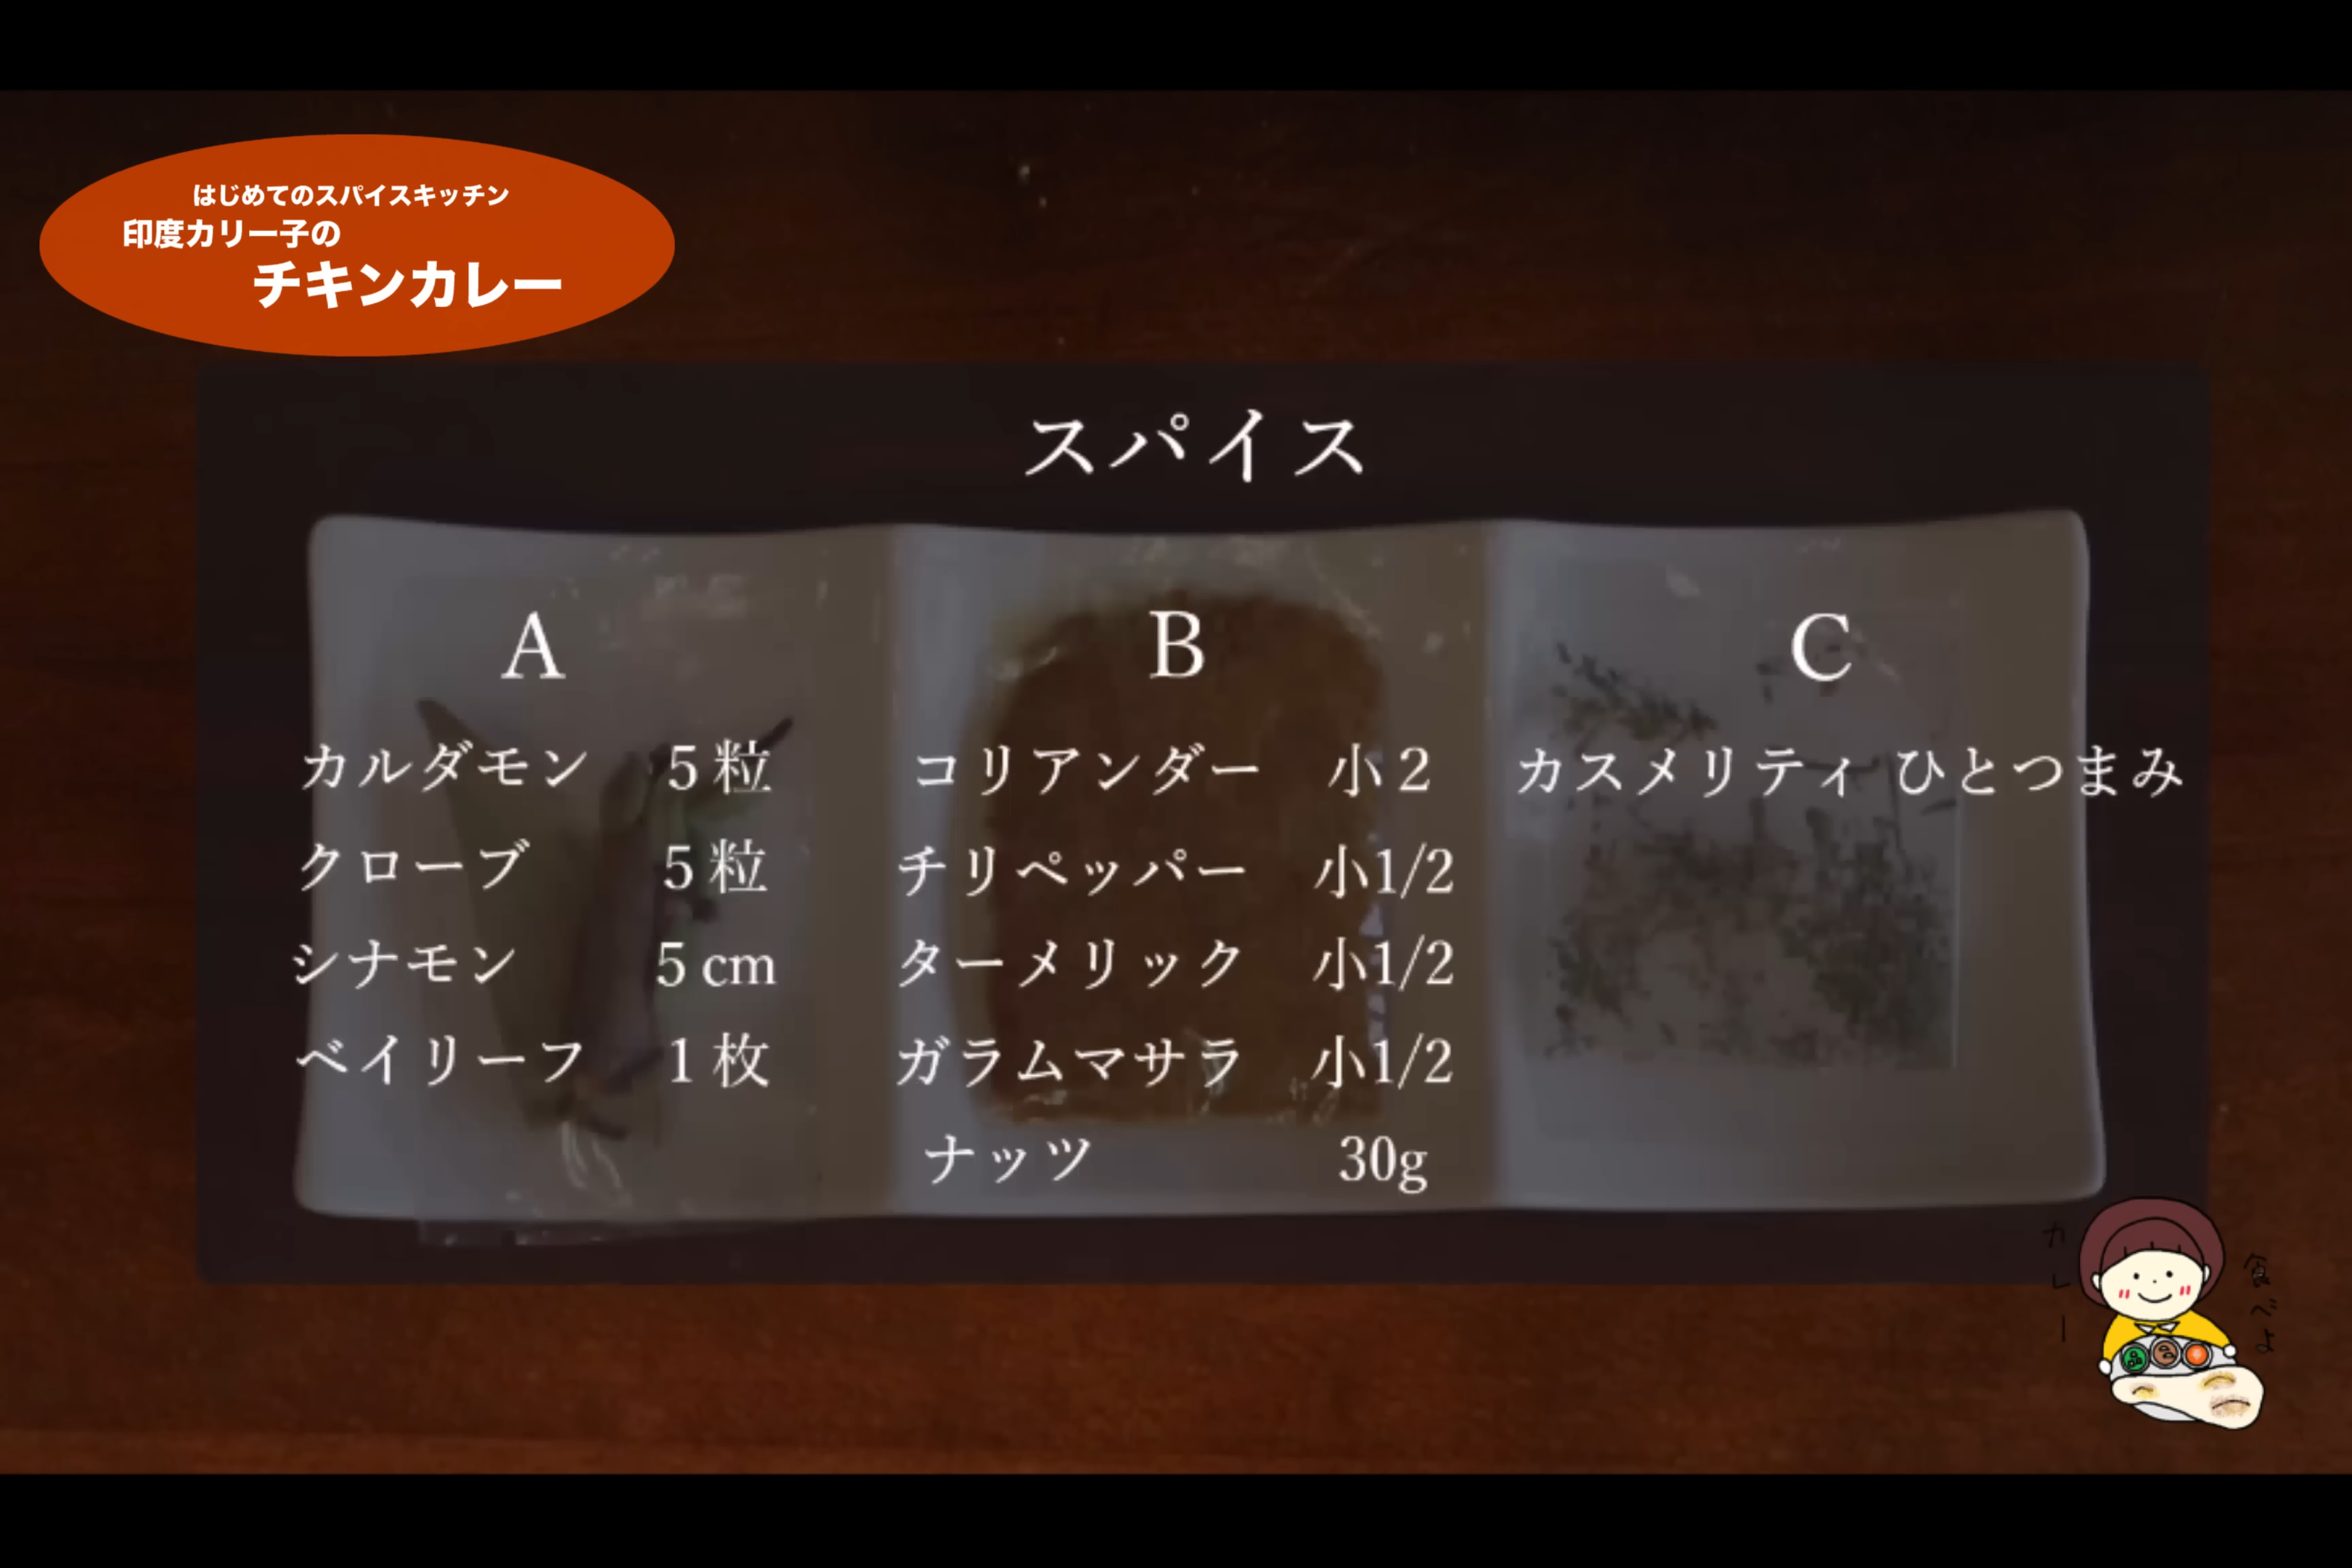 はじめてのスパイスキッチン
印度カリー子の
チキンカレー
スパイス
A
カルダモン 5粒
クローブ 5粒
シナモン 5cm
ベイリーフ 1枚
B
コリアンダー 小2
チリペッパー 小1/2
ターメリック 小1/2
ガラムマサラ 小1/2
ナッツ 30g
C
カスメリティ ひとつまみ
カレー
食べよ